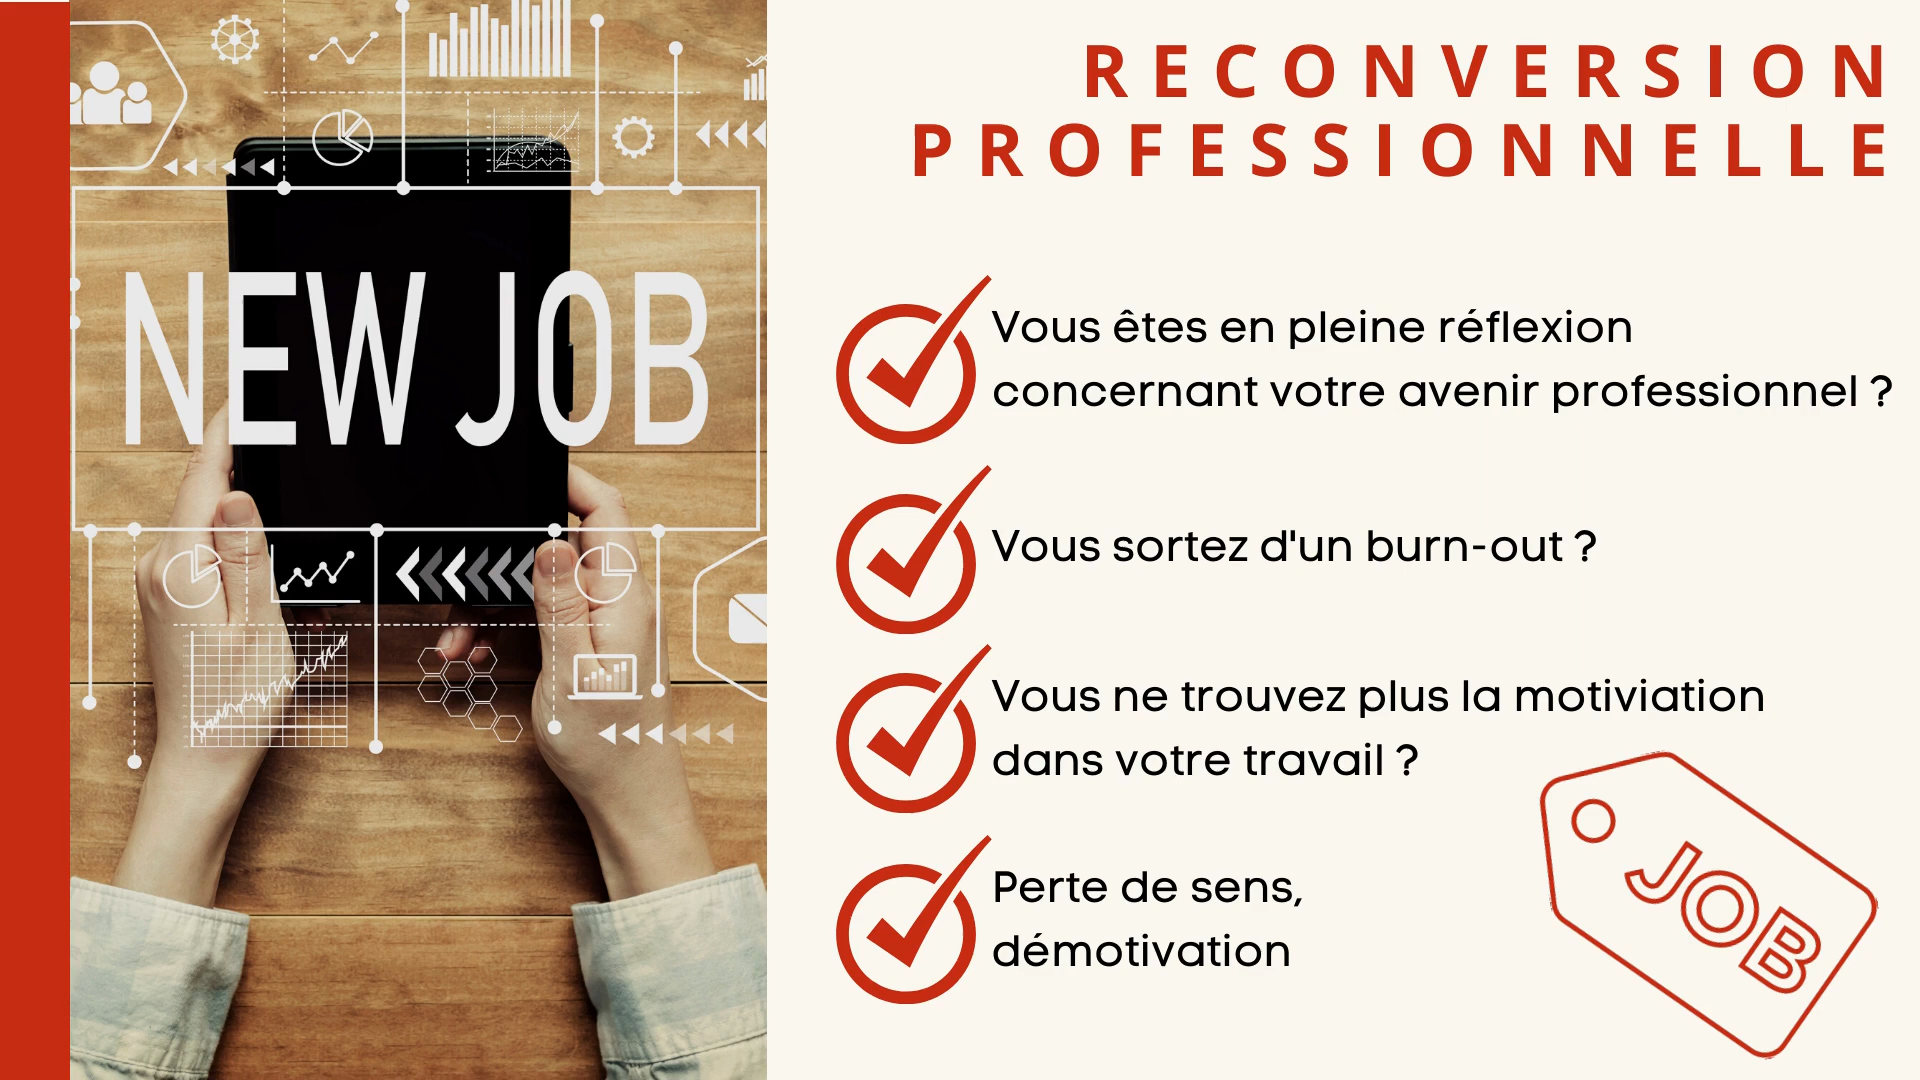 RECONVERSION
PROFESSIONNELLE
NEW JOB
Vous êtes en pleine réflexion
concernant votre avenir professionnel ?
Vous sortez d'un burn-out ?
Vous ne trouvez plus la motiviation
dans votre travail ?
Perte de sens,
démotivation
JOB